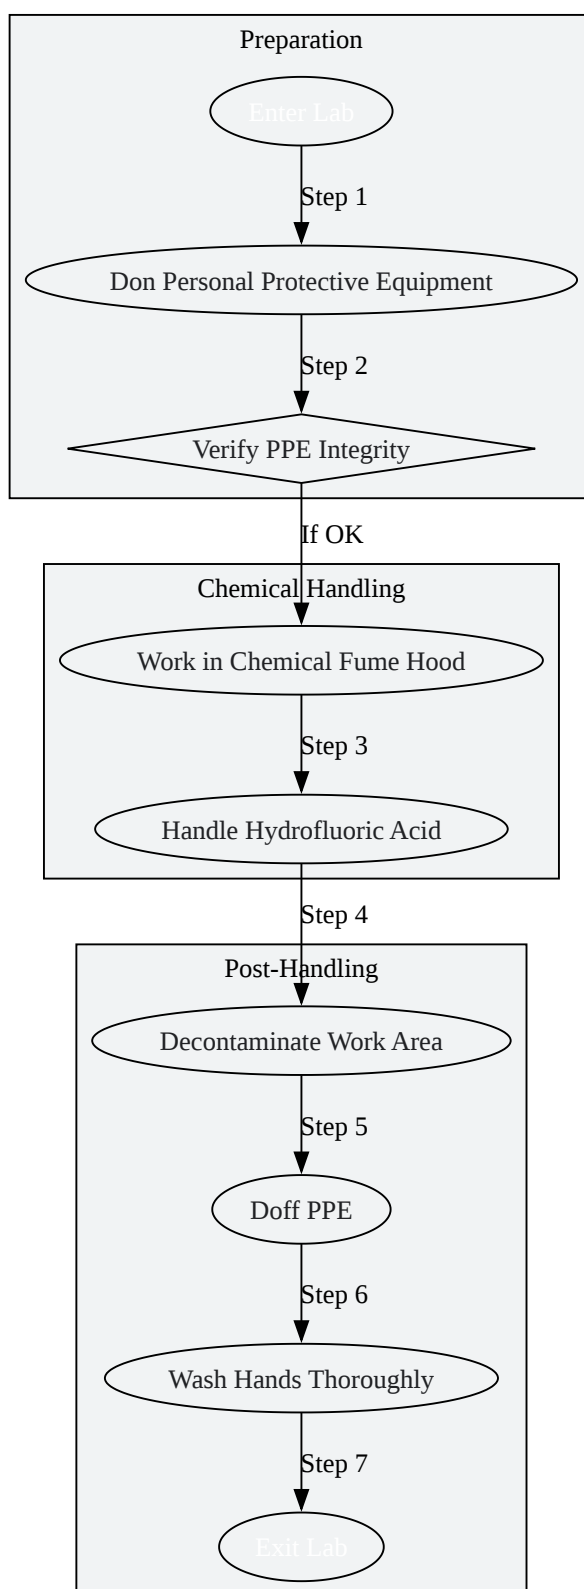 Preparation
Enter Lab
Step 1
Don Personal Protective Equipment
Step 2
Verify PPE Integrity
If OK
Chemical Handling
Work in Chemical Fume Hood
Step 3
Handle Hydrofluoric Acid
Step 4
Post-Handling
Decontaminate Work Area
Step 5
Doff PPE
Step 6
Wash Hands Thoroughly
Step 7
Exit Lab